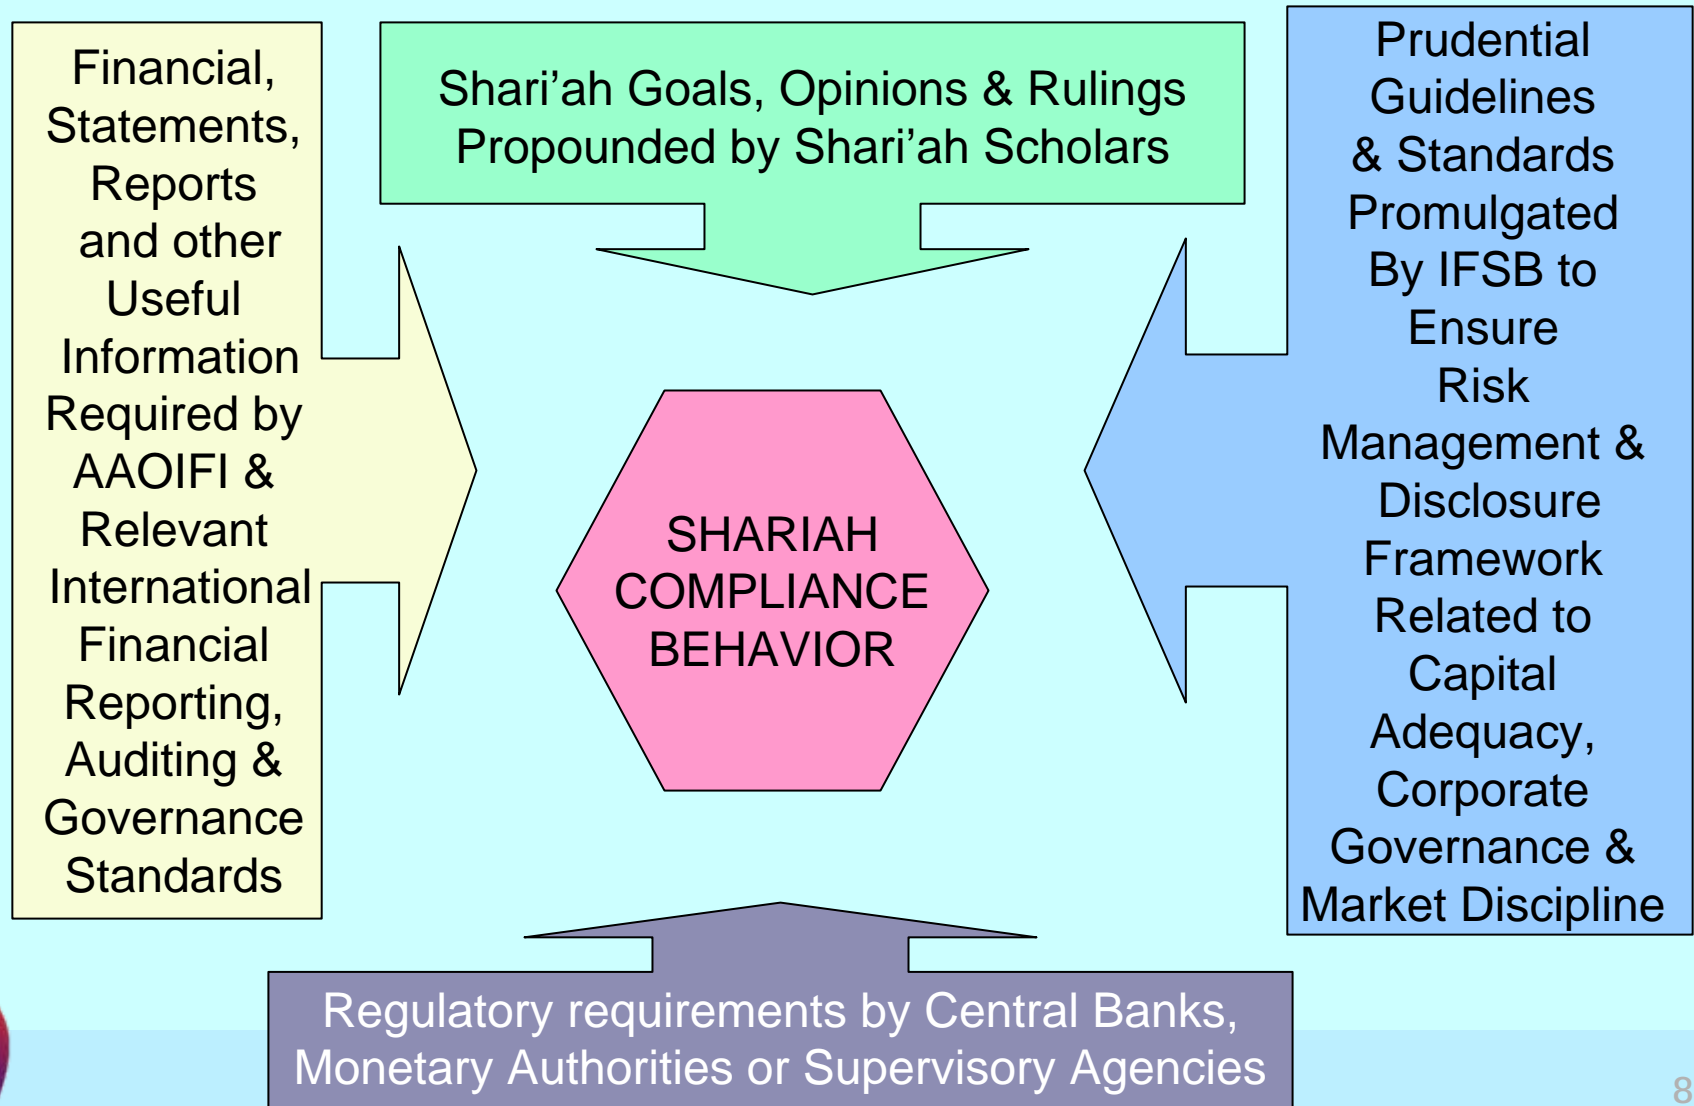 Financial,
Statements,
Reports
and other
Useful
Information
Required by
AAOIFI &
Relevant
International
Financial
Reporting,
Auditing &
Governance
Standards
Shari'ah Goals, Opinions & Rulings
Propounded by Shari'ah Scholars
Prudential
Guidelines
& Standards
Promulgated
By IFSB to
Ensure
Risk
Management &
Disclosure
Framework
Related to
Capital
Adequacy,
Corporate
Governance &
Market Discipline
SHARIAH
COMPLIANCE
BEHAVIOR
Regulatory requirements by Central Banks,
Monetary Authorities or Supervisory Agencies
8